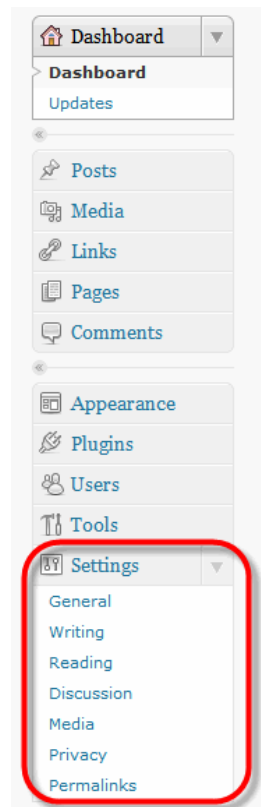 Dashboard
Dashboard
Updates
Posts
Media
Links
Pages
Comments
Appearance
Plugins
Users
Tools
Settings
General
Writing
Reading
Discussion
Media
Privacy
Permalinks